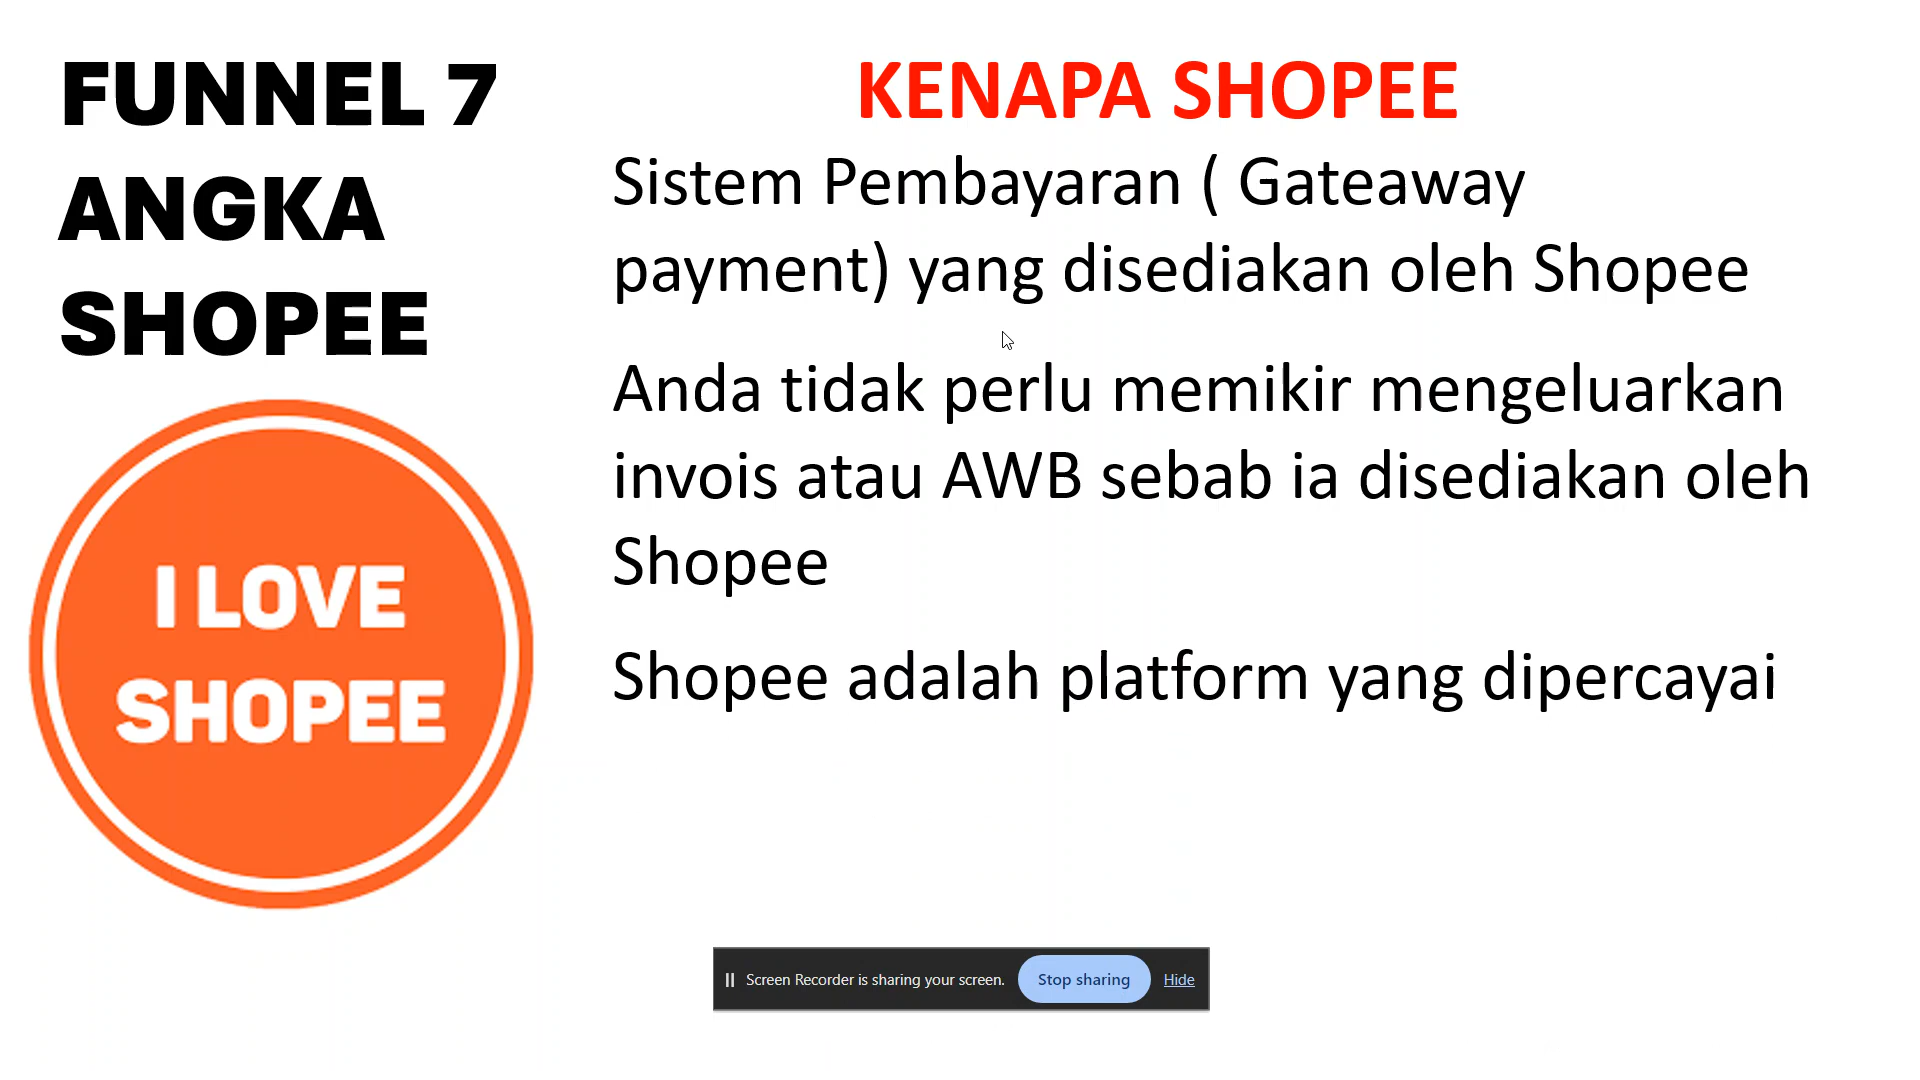 FUNNEL 7
ANGKA
SHOPEE
I LOVE
SHOPEE
KENAPA SHOPEE
Sistem Pembayaran ( Gateaway
payment) yang disediakan oleh Shopee
Anda tidak perlu memikir mengeluarkan
invois atau AWB sebab ia disediakan oleh
Shopee
Shopee adalah platform yang dipercayai
Screen Recorder is sharing your screen. Stop sharing Hide